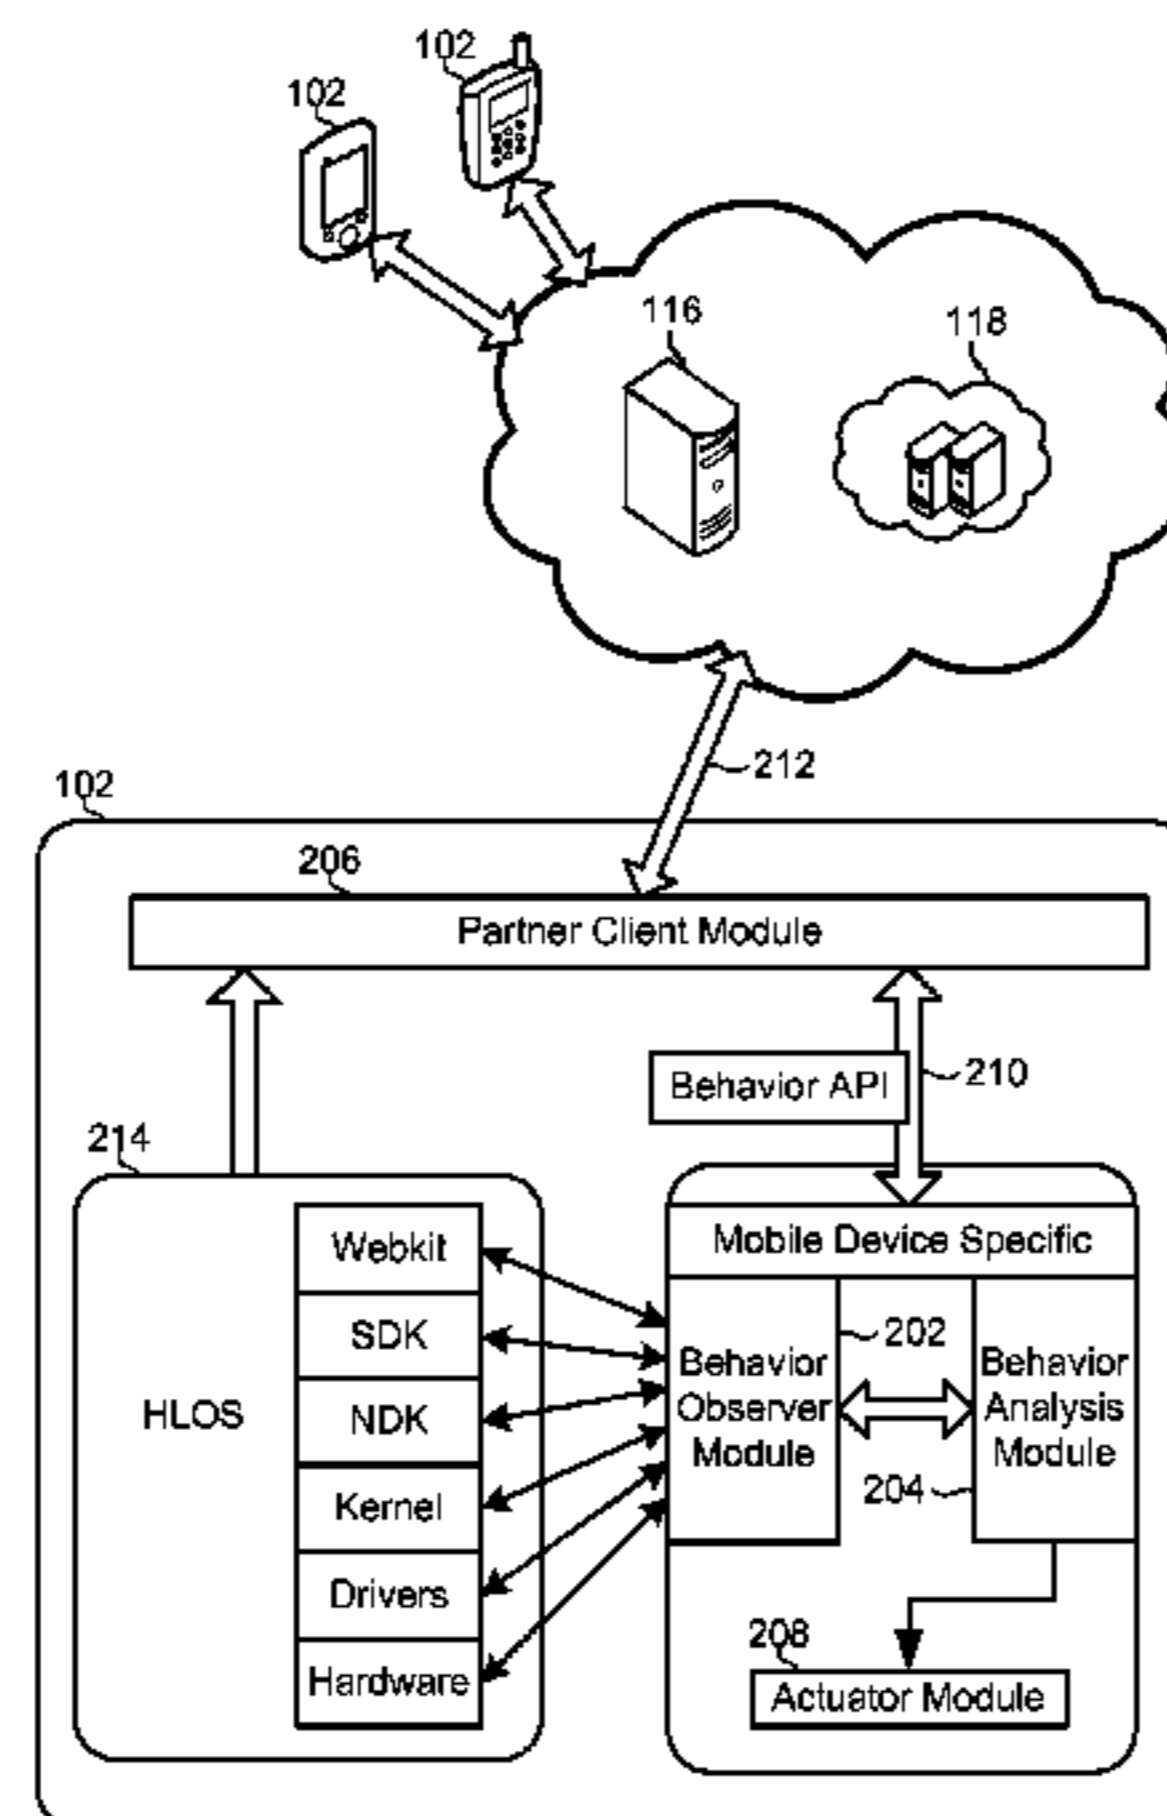 102
102
116
118
212
102
206
Partner Client Module
Behavior API
210
214
Webkit
SDK
NDK
Kernel
Drivers
Hardware
HLOS
Mobile Device Specific
202
Behavior
Observer
Module
Behavior
Analysis
Module
204
208
Actuator Module